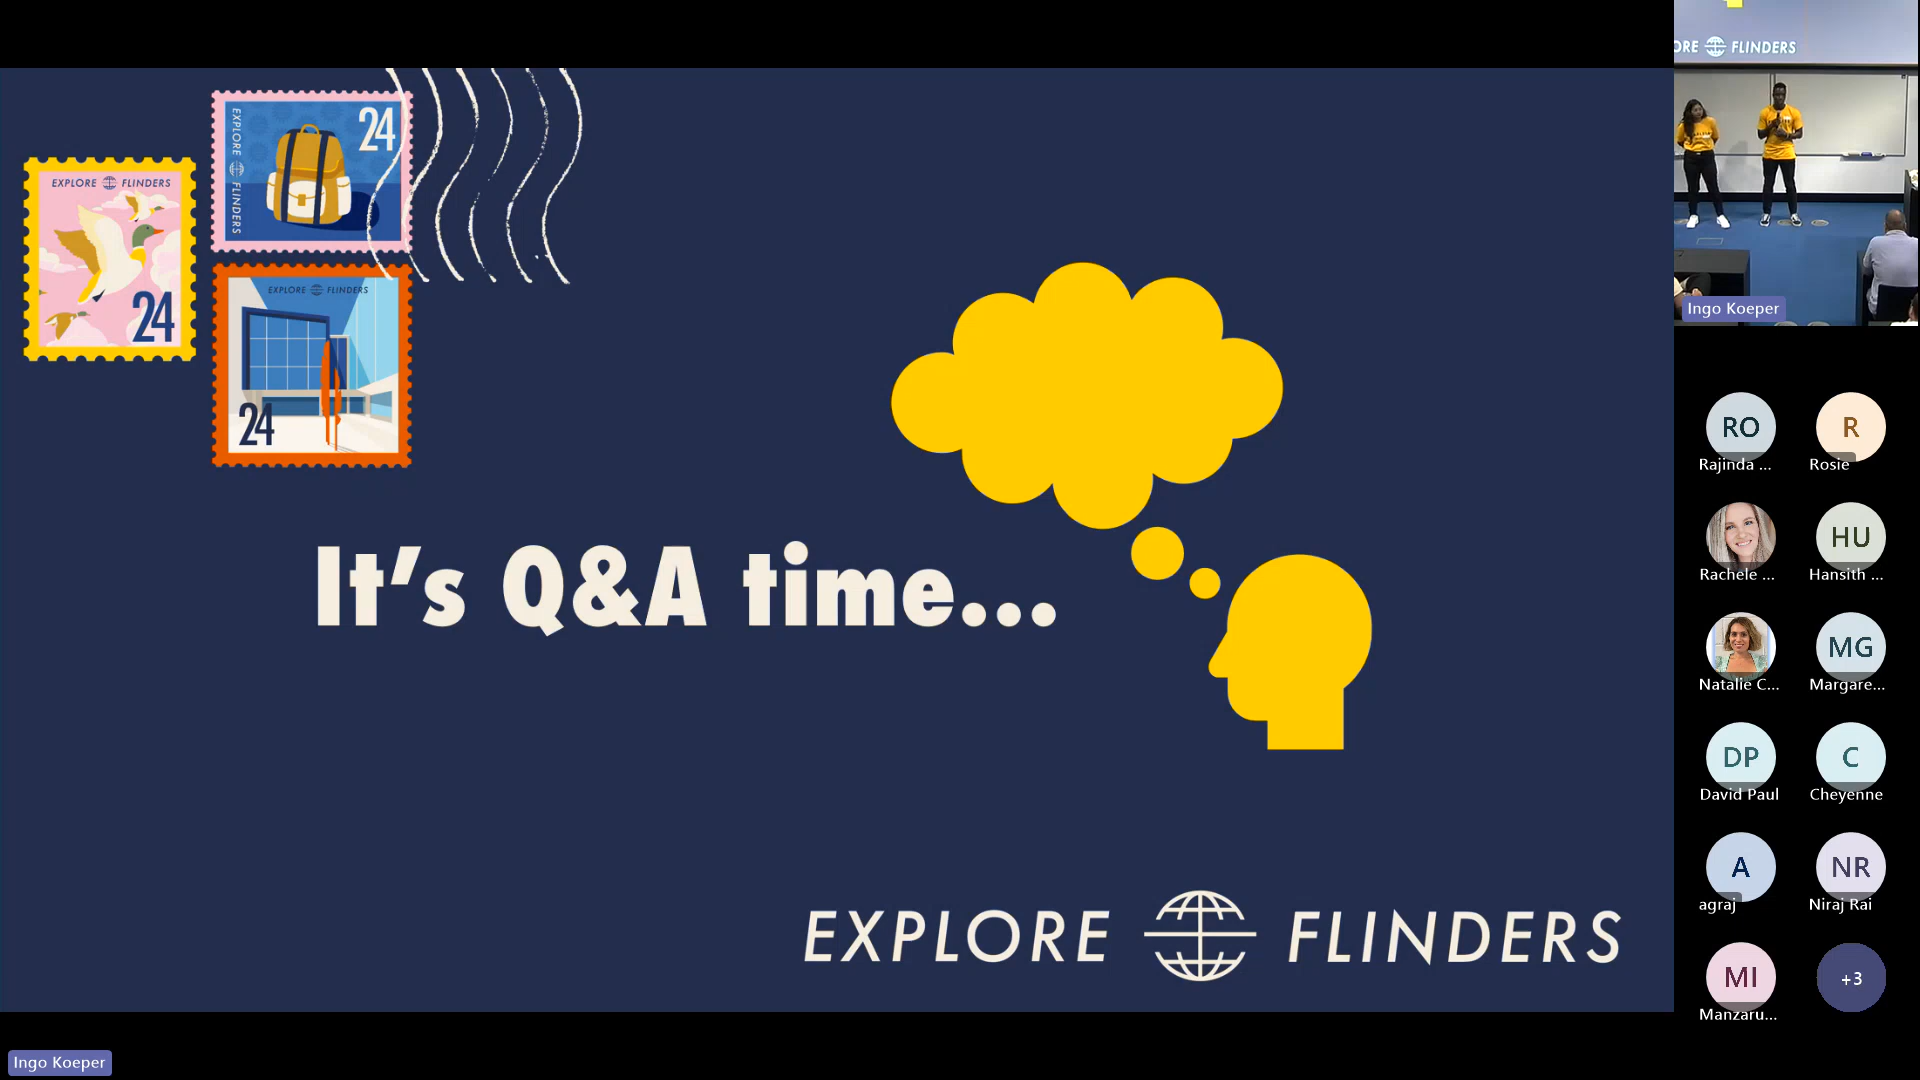 EXPLORE FLINDERS
24
EXPLORE FLINDERS
24
EXPLORE FLINDERS
24
It's Q&A time...
EXPLORE FLINDERS
ORE FLINDERS
Ingo Koeper
RO
Rajinda ...
R
Rosie
Rachele ...
HU
Hansith ...
Natalie C...
MG
Margare...
DP
David Paul
C
Cheyenne
A
agraj
NR
Niraj Rai
MI
Manzaru...
+3
Ingo Koeper